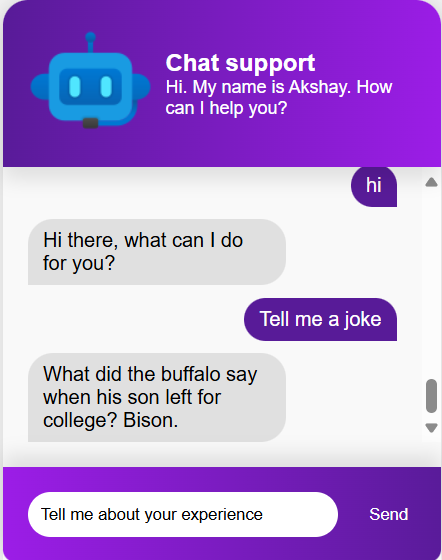 Chat support
Hi. My name is Akshay. How
can I help you?
hi
Hi there, what can I do
for you?
Tell me a joke
What did the buffalo say
when his son left for
college? Bison.
Tell me about your experience
Send